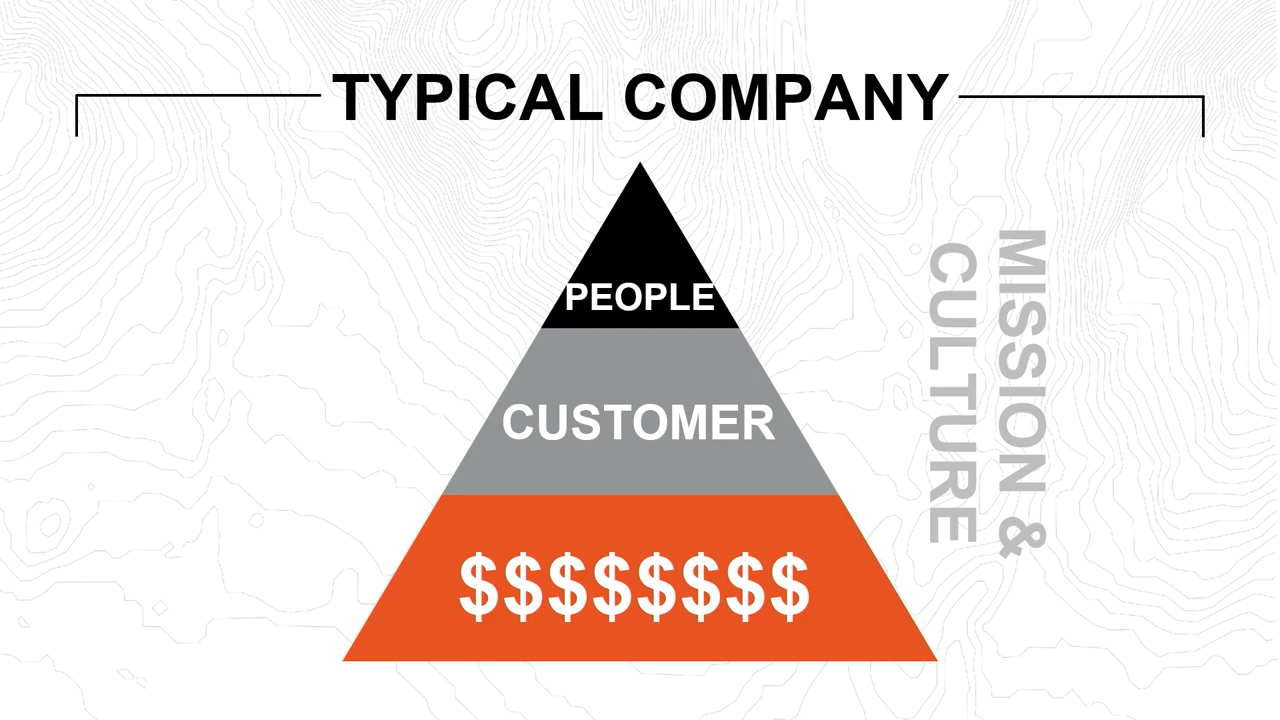 TYPICAL COMPANY
PEOPLE
CUSTOMER
$$$$$$$$
MISSION &
CULTURE